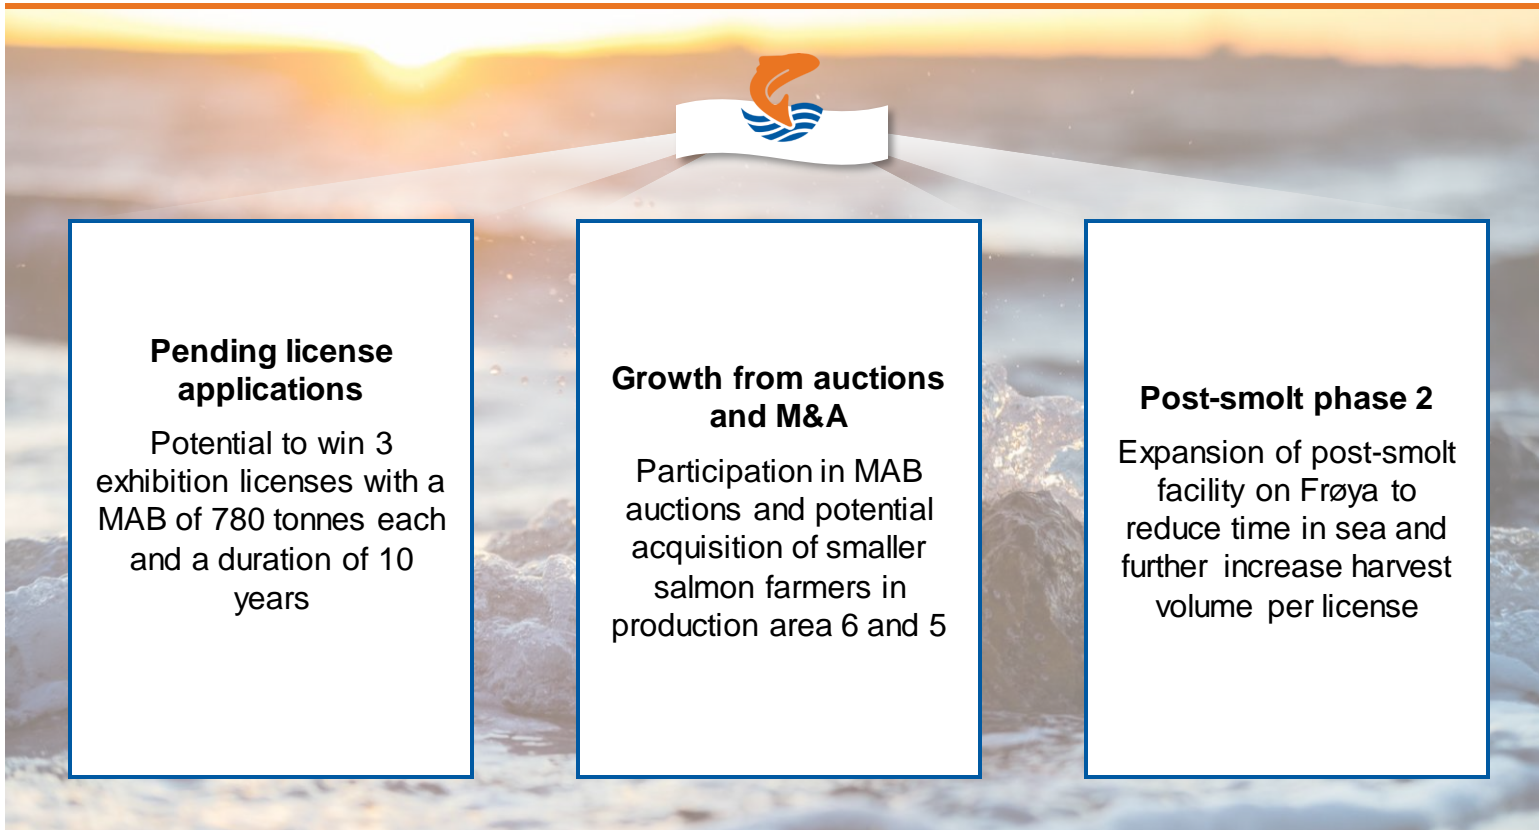 Pending license
applications
Potential to win 3
exhibition licenses with a
MAB of 780 tonnes each
and a duration of 10
years
Growth from auctions
and M&A
Participation in MAB
auctions and potential
acquisition of smaller
salmon farmers in
production area 6 and 5
Post-smolt phase 2
Expansion of post-smolt
facility on Frøya to
reduce time in sea and
further increase harvest
volume per license